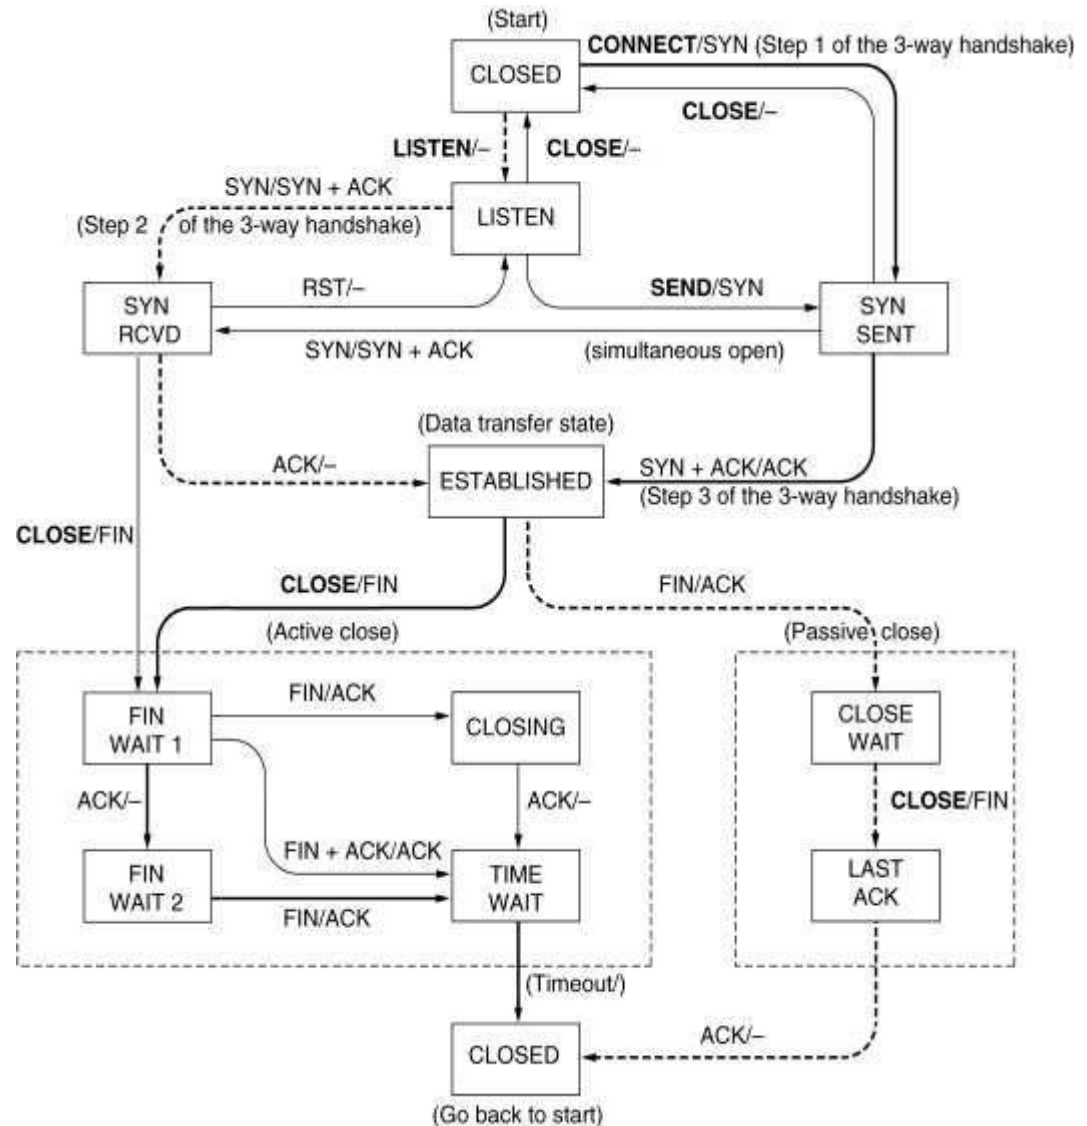 (Start)
CONNECT/SYN (Step 1 of the 3-way handshake)
CLOSED
CLOSE/–
LISTEN/–
CLOSE/–
SYN/SYN + ACK
LISTEN
(Step 2 of the 3-way handshake)
RST/–
SEND/SYN
SYN
RCVD
SYN
SENT
SYN/SYN + ACK
(simultaneous open)
(Data transfer state)
ACK/–
ESTABLISHED
SYN + ACK/ACK
(Step 3 of the 3-way handshake)
CLOSE/FIN
CLOSE/FIN
FIN/ACK
(Active close)
(Passive close)
FIN/ACK
FIN
WAIT 1
CLOSING
CLOSE
WAIT
ACK/–
ACK/–
CLOSE/FIN
FIN + ACK/ACK
FIN
WAIT 2
TIME
WAIT
LAST
ACK
FIN/ACK
(Timeout/)
ACK/–
CLOSED
(Go back to start)